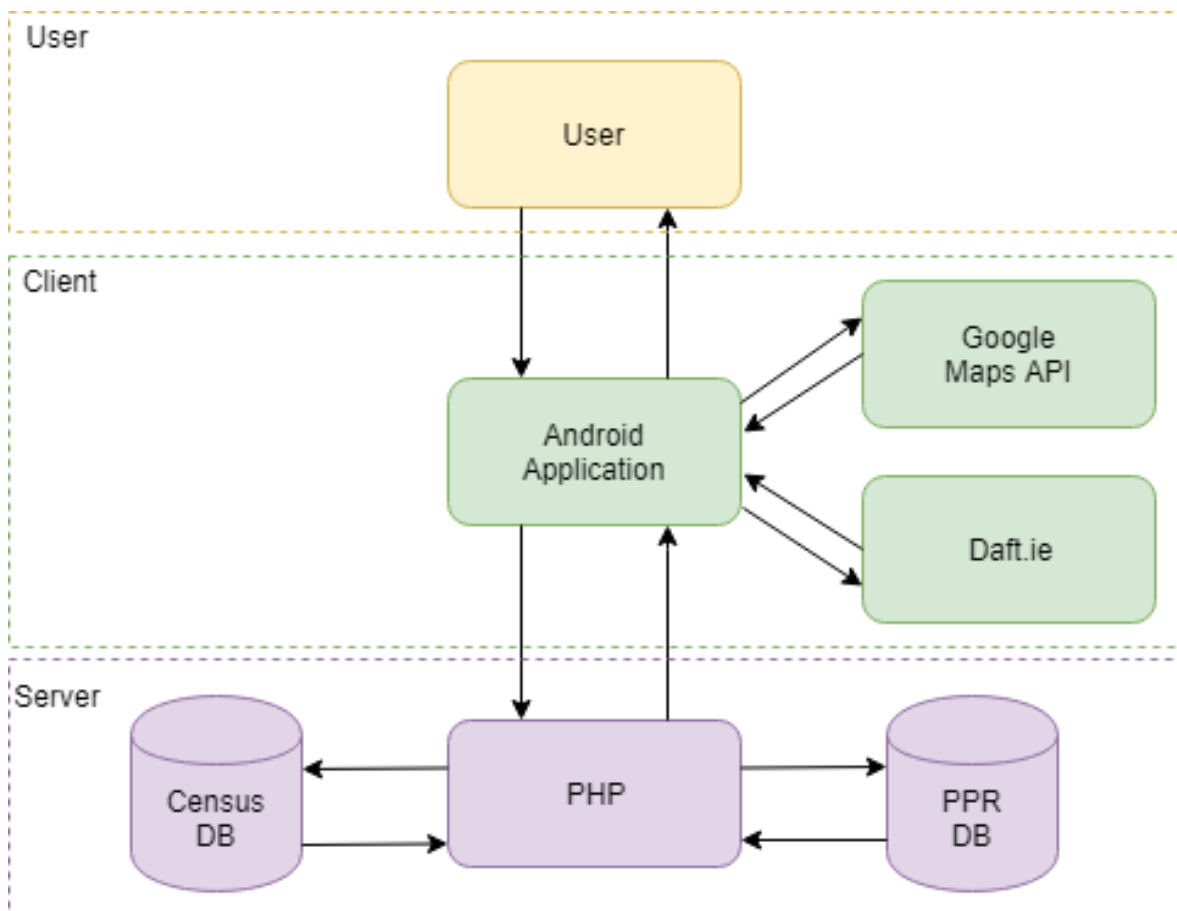 User
User
Client
Google
Maps API
Android
Application
Daft.ie
Server
Census
DB
PHP
PPR
DB